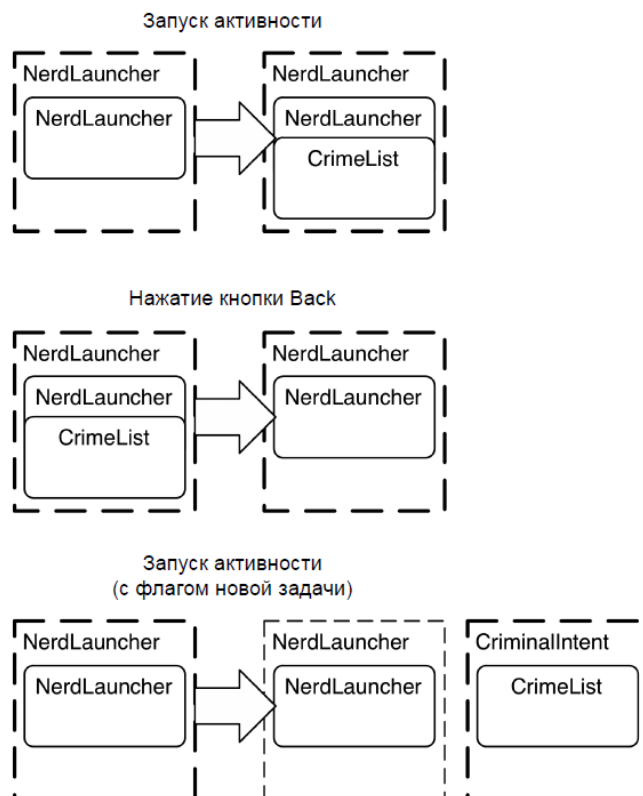 Запуск активности
NerdLauncher
NerdLauncher
NerdLauncher
NerdLauncher
CrimeList
Нажатие кнопки Back
NerdLauncher
NerdLauncher
CrimeList
NerdLauncher
NerdLauncher
Запуск активности
(с флагом новой задачи)
NerdLauncher
NerdLauncher
NerdLauncher
NerdLauncher
CriminalIntent
CrimeList